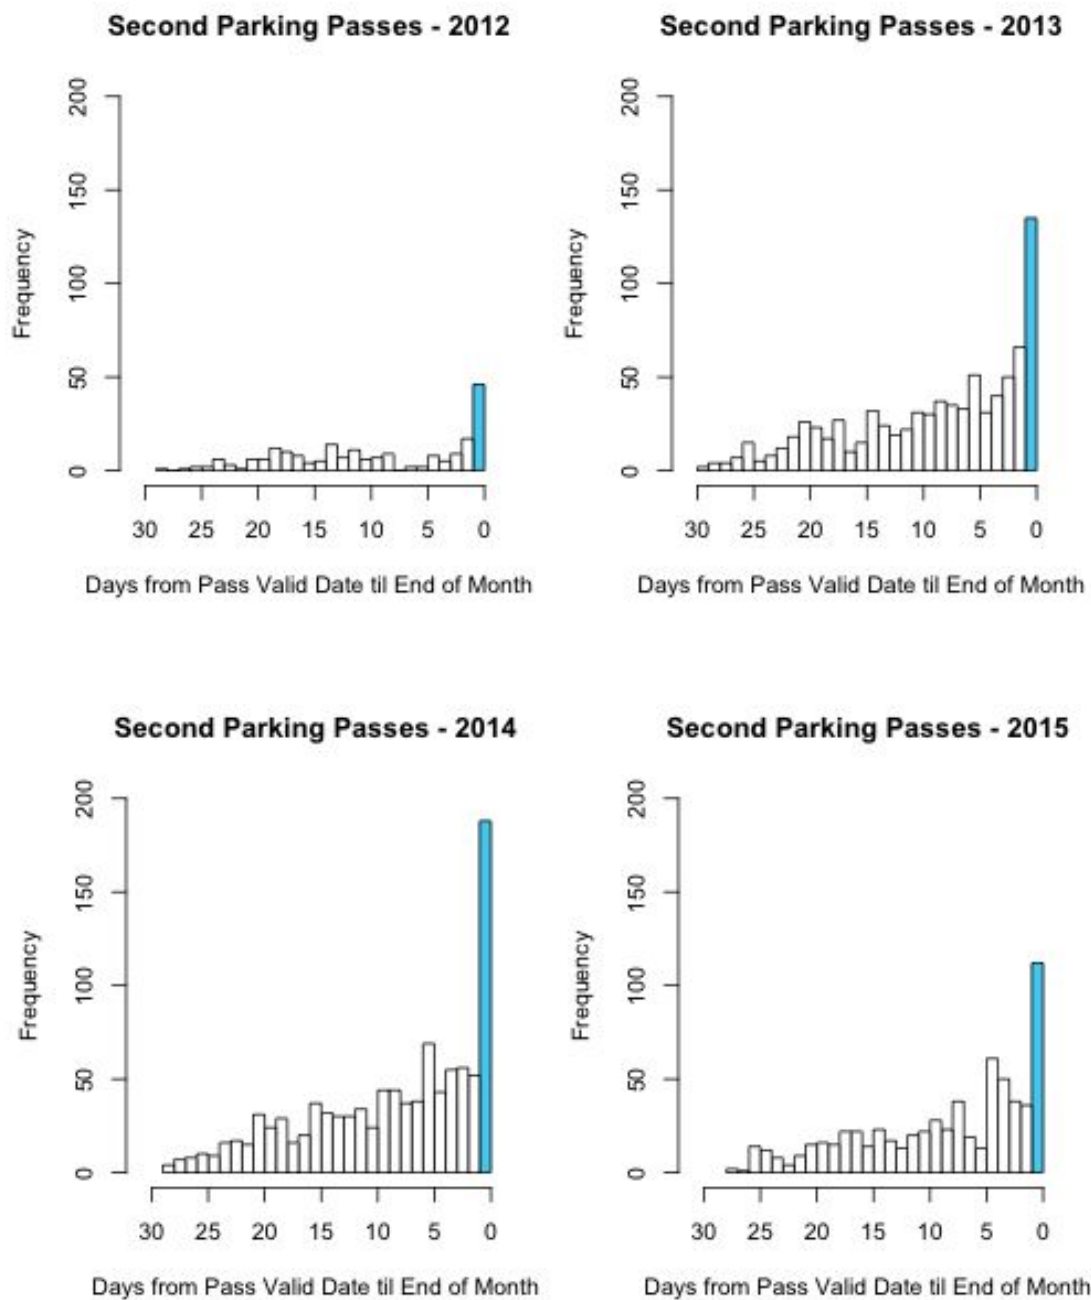 Second Parking Passes - 2012
200
150
100
50
0
Frequency
30 25 20 15 10 5 0
Days from Pass Valid Date til End of Month
Second Parking Passes - 2013
200
150
100
50
0
Frequency
30 25 20 15 10 5 0
Days from Pass Valid Date til End of Month
Second Parking Passes - 2014
200
150
100
50
0
Frequency
30 25 20 15 10 5 0
Days from Pass Valid Date til End of Month
Second Parking Passes - 2015
200
150
100
50
0
Frequency
30 25 20 15 10 5 0
Days from Pass Valid Date til End of Month